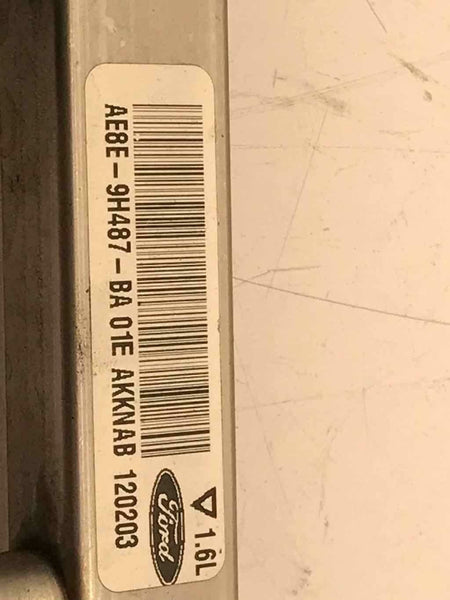 ▽ 1.6L
Ford
AE8E-9H487-BA 01E AKKNAB 120203